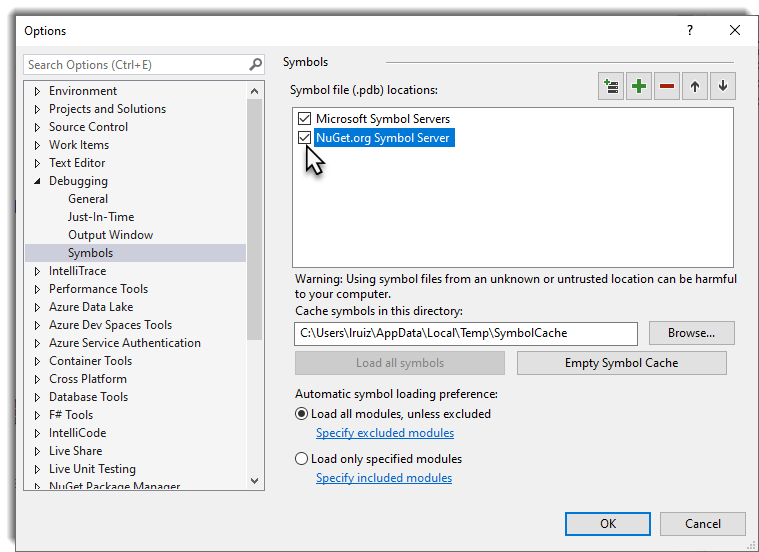 Options
?
Search Options (Ctrl+E)
Environment
Projects and Solutions
Source Control
Work Items
Text Editor
Debugging
General
Just-In-Time
Output Window
Symbols
IntelliTrace
Performance Tools
Azure Data Lake
Azure Dev Spaces Tools
Azure Service Authentication
Container Tools
Cross Platform
Database Tools
F# Tools
IntelliCode
Live Share
Live Unit Testing
NuGet Package Manager
Symbols
Symbol file (.pdb) locations:
Microsoft Symbol Servers
NuGet.org Symbol Server
Warning: Using symbol files from an unknown or untrusted location can be harmful
to your computer.
Cache symbols in this directory:
C:\Users\lruiz\AppData\Local\Temp\SymbolCache
Browse...
Load all symbols
Empty Symbol Cache
Automatic symbol loading preference:
Load all modules, unless excluded
Specify excluded modules
Load only specified modules
Specify included modules
OK
Cancel